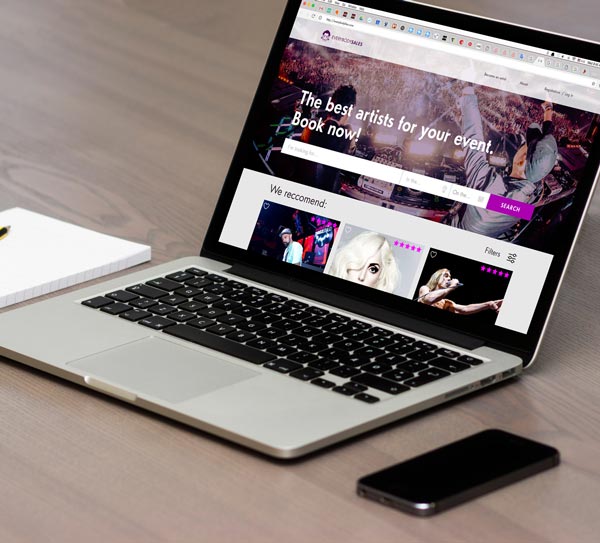 EVERYBODYSALES
Become an artist
About
Registration / Log in
The best artists for your event.
Book now!
I'm looking for...
In the...
On the...
SEARCH
We reccomend:
Filters